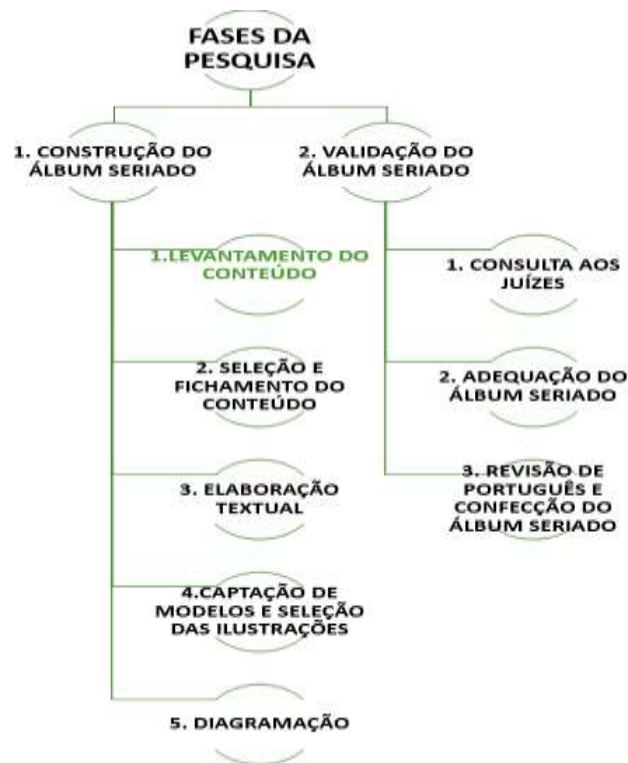 FASES DA
PESQUISA
1. CONSTRUÇÃO DO
ÁLBUM SERIADO
1.LEVANTAMENTO DO
CONTEÚDO
2. SELEÇÃO E
FICHAMENTO DO
CONTEÚDO
3. ELABORAÇÃO
TEXTUAL
4.CAPTAÇÃO DE
MODELOS E SELEÇÃO
DAS ILUSTRAÇÕES
5. DIAGRAMAÇÃO
2. VALIDAÇÃO DO
ÁLBUM SERIADO
1. CONSULTA AOS
JUÍZES
2. ADEQUAÇÃO DO
ÁLBUM SERIADO
3. REVISÃO DE
PORTUGUÊS E
CONFECÇÃO DO
ÁLBUM SERIADO